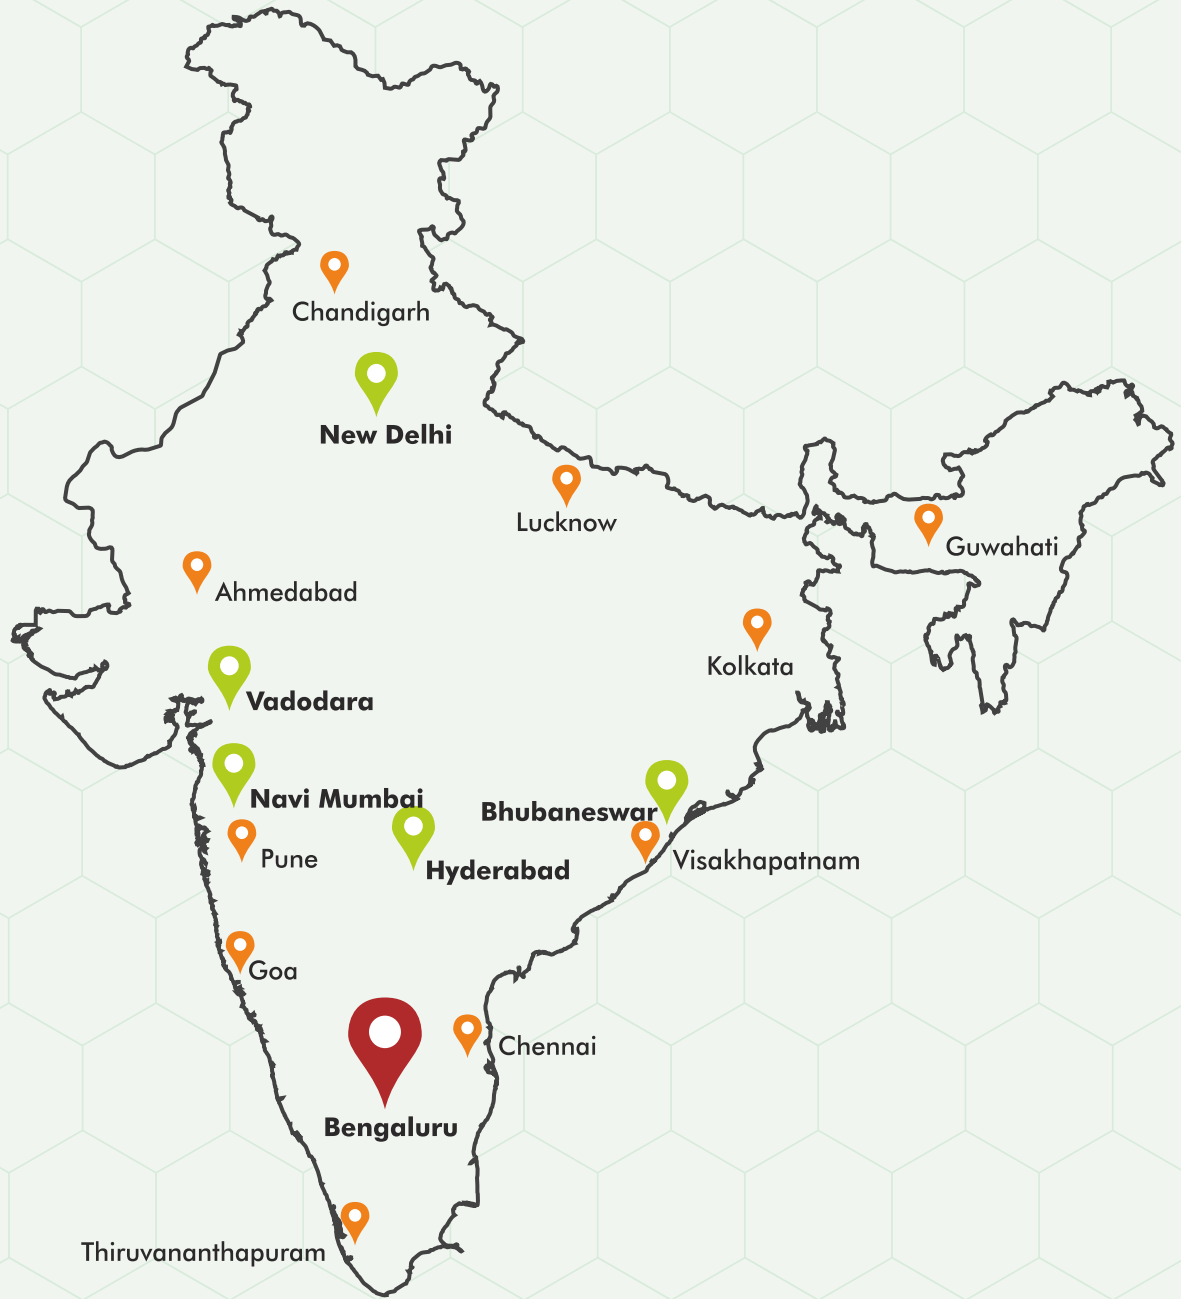 Chandigarh
New Delhi
Lucknow
Guwahati
Ahmedabad
Kolkata
Vadodara
Navi Mumbai
Bhubaneswar
Pune
Visakhapatnam
Hyderabad
Goa
Chennai
Bengaluru
Thiruvananthapuram